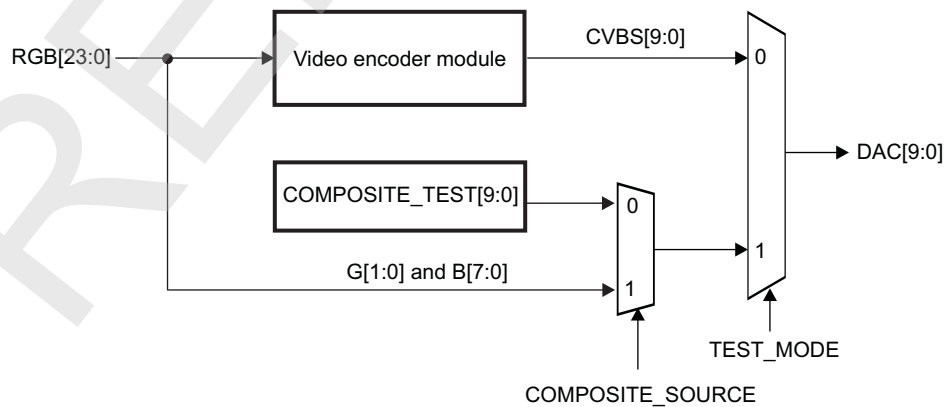 CVBS[9:0]
RGB[23:0]
Video encoder module
0
DAC[9:0]
COMPOSITE_TEST[9:0]
0
1
G[1:0] and B[7:0]
1
TEST_MODE
COMPOSITE_SOURCE